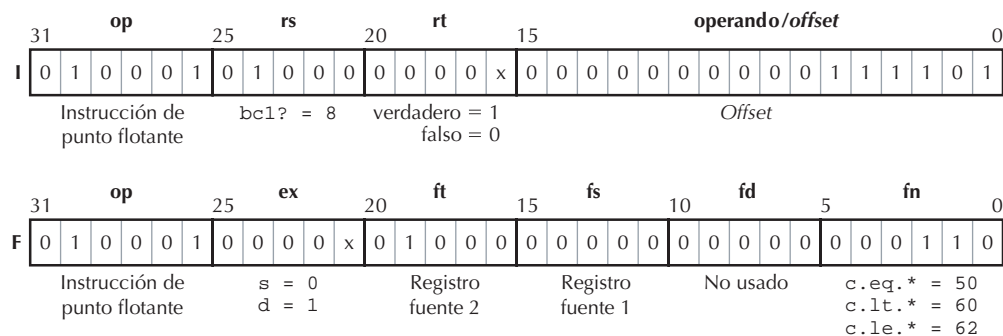 op rs rt operando/offset
31 25 20 15 0
I 0 1 0 0 0 1 0 1 0 0 0 0 0 0 0 x 0 0 0 0 0 0 0 0 0 0 1 1 1 1 0 1
Instrucción de bc1? = 8 verdadero = 1 Offset
punto flotante falso = 0
op ex ft fs fd fn
31 25 20 15 10 5 0
F 0 1 0 0 0 1 0 0 0 0 x 0 1 0 0 0 0 0 0 0 0 0 0 0 0 0 0 0 0 1 1 0
Instrucción de s = 0 Registro Registro No usado c.eq.* = 50
punto flotante d = 1 fuente 2 fuente 1 c.lt.* = 60
c.le.* = 62